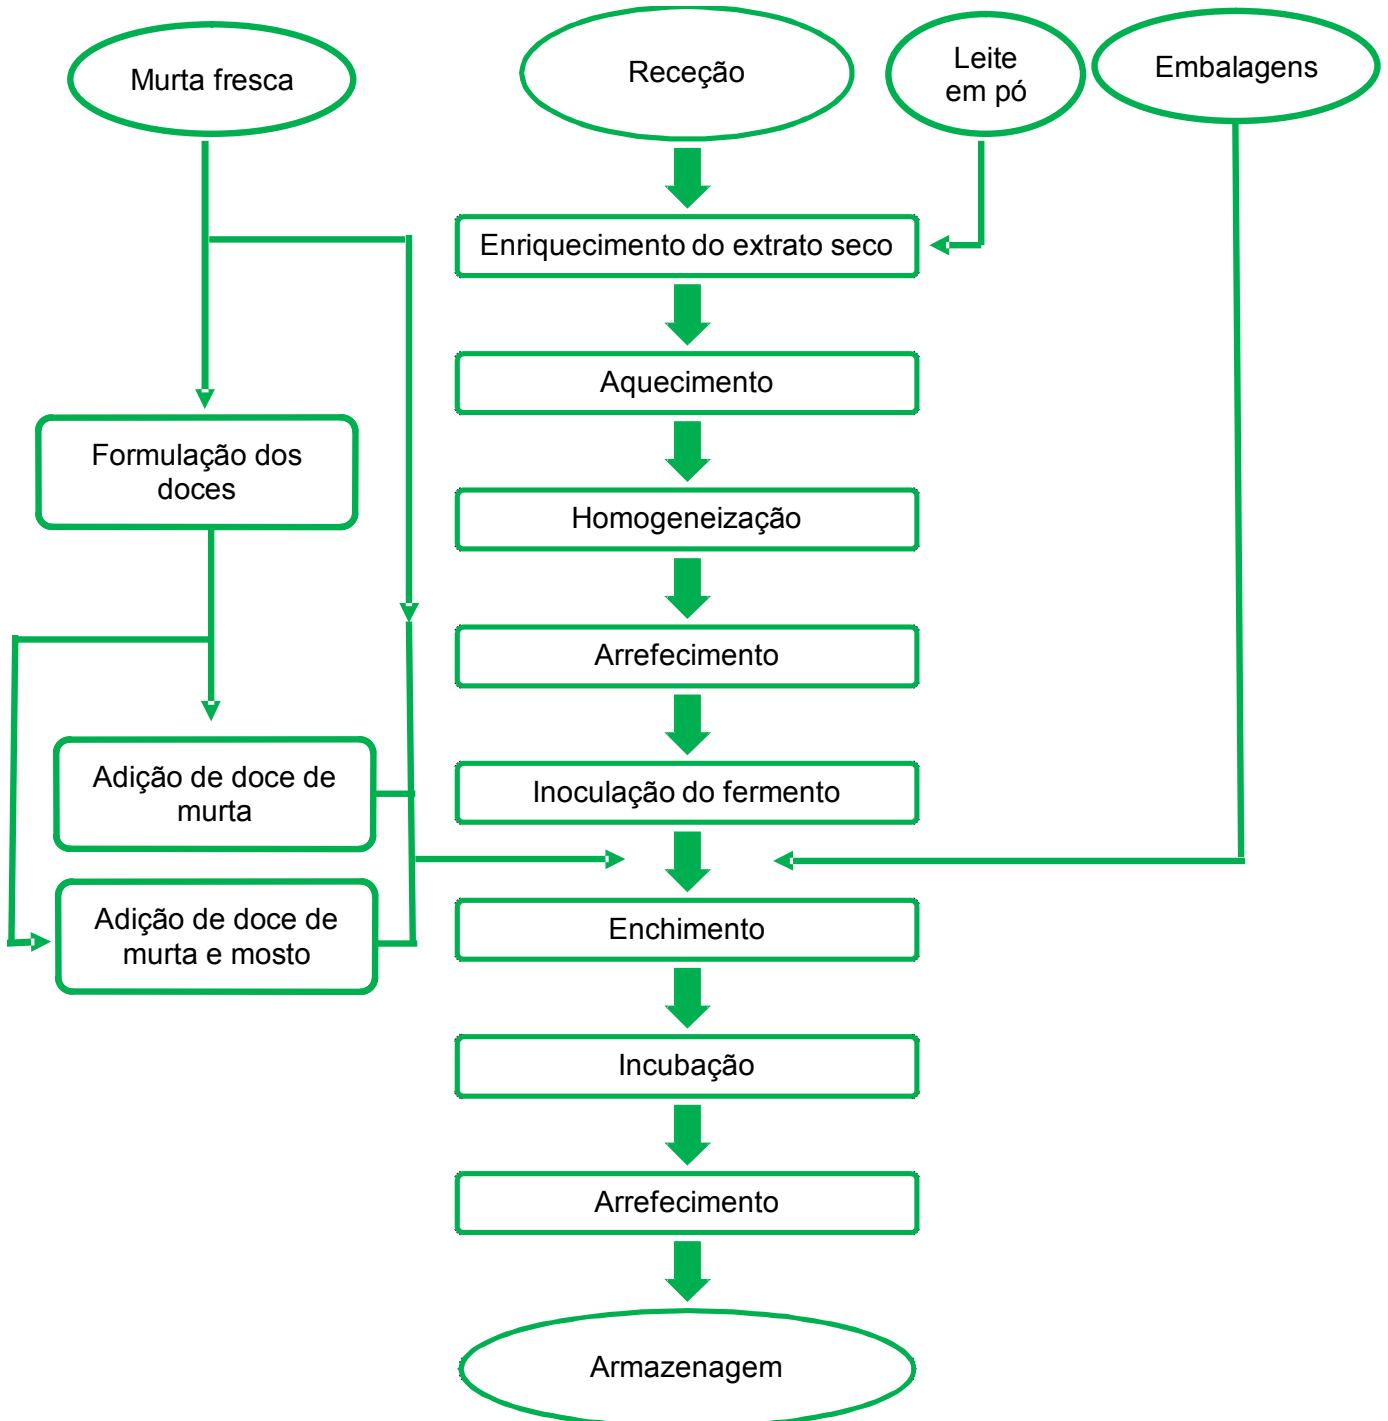 Murta fresca
Receção
Leite
em pó
Embalagens
Enriquecimento do extrato seco
Aquecimento
Formulação dos
doces
Homogeneização
Arrefecimento
Adição de doce de
murta
Inoculação do fermento
Adição de doce de
murta e mosto
Enchimento
Incubação
Arrefecimento
Armazenagem